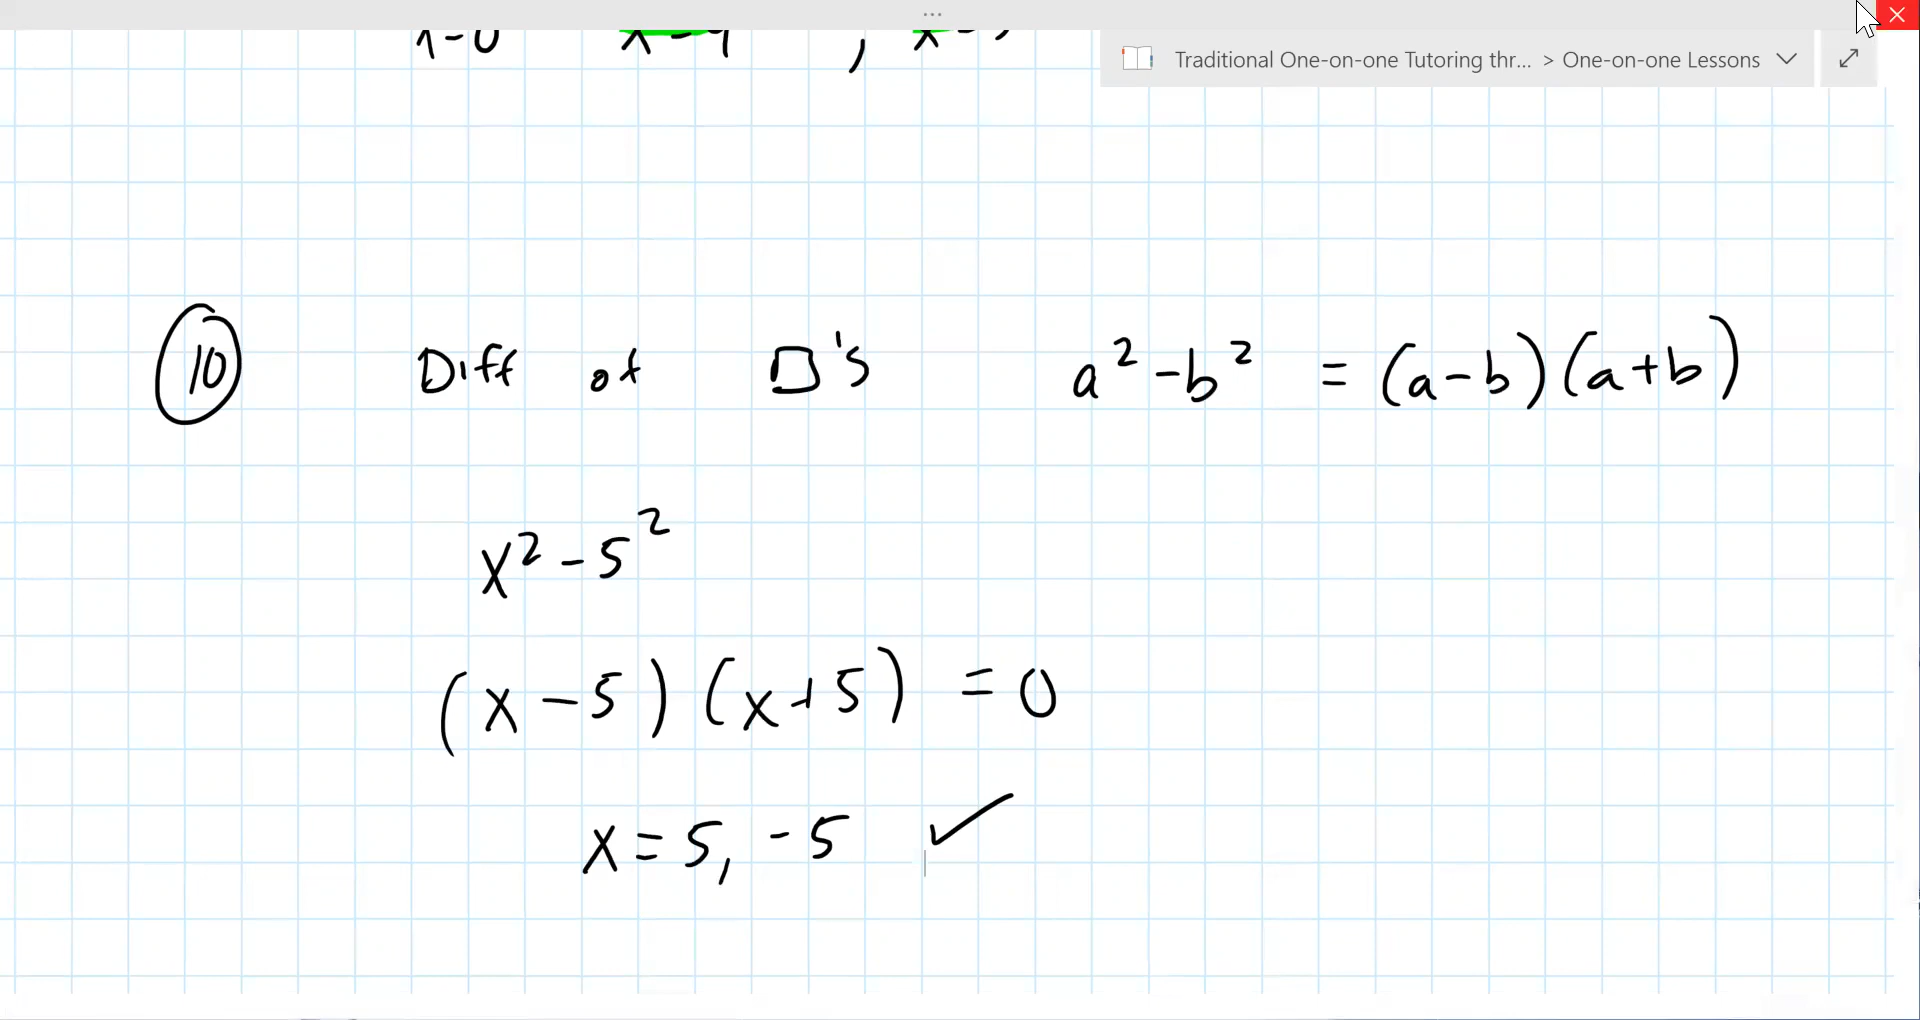 ...
Traditional One-on-one Tutoring thr... > One-on-one Lessons
10 Diff of □'s a² - b² = (a-b)(a+b)
x² - 5²
(x-5)(x+5) = 0
x = 5, -5 ✓